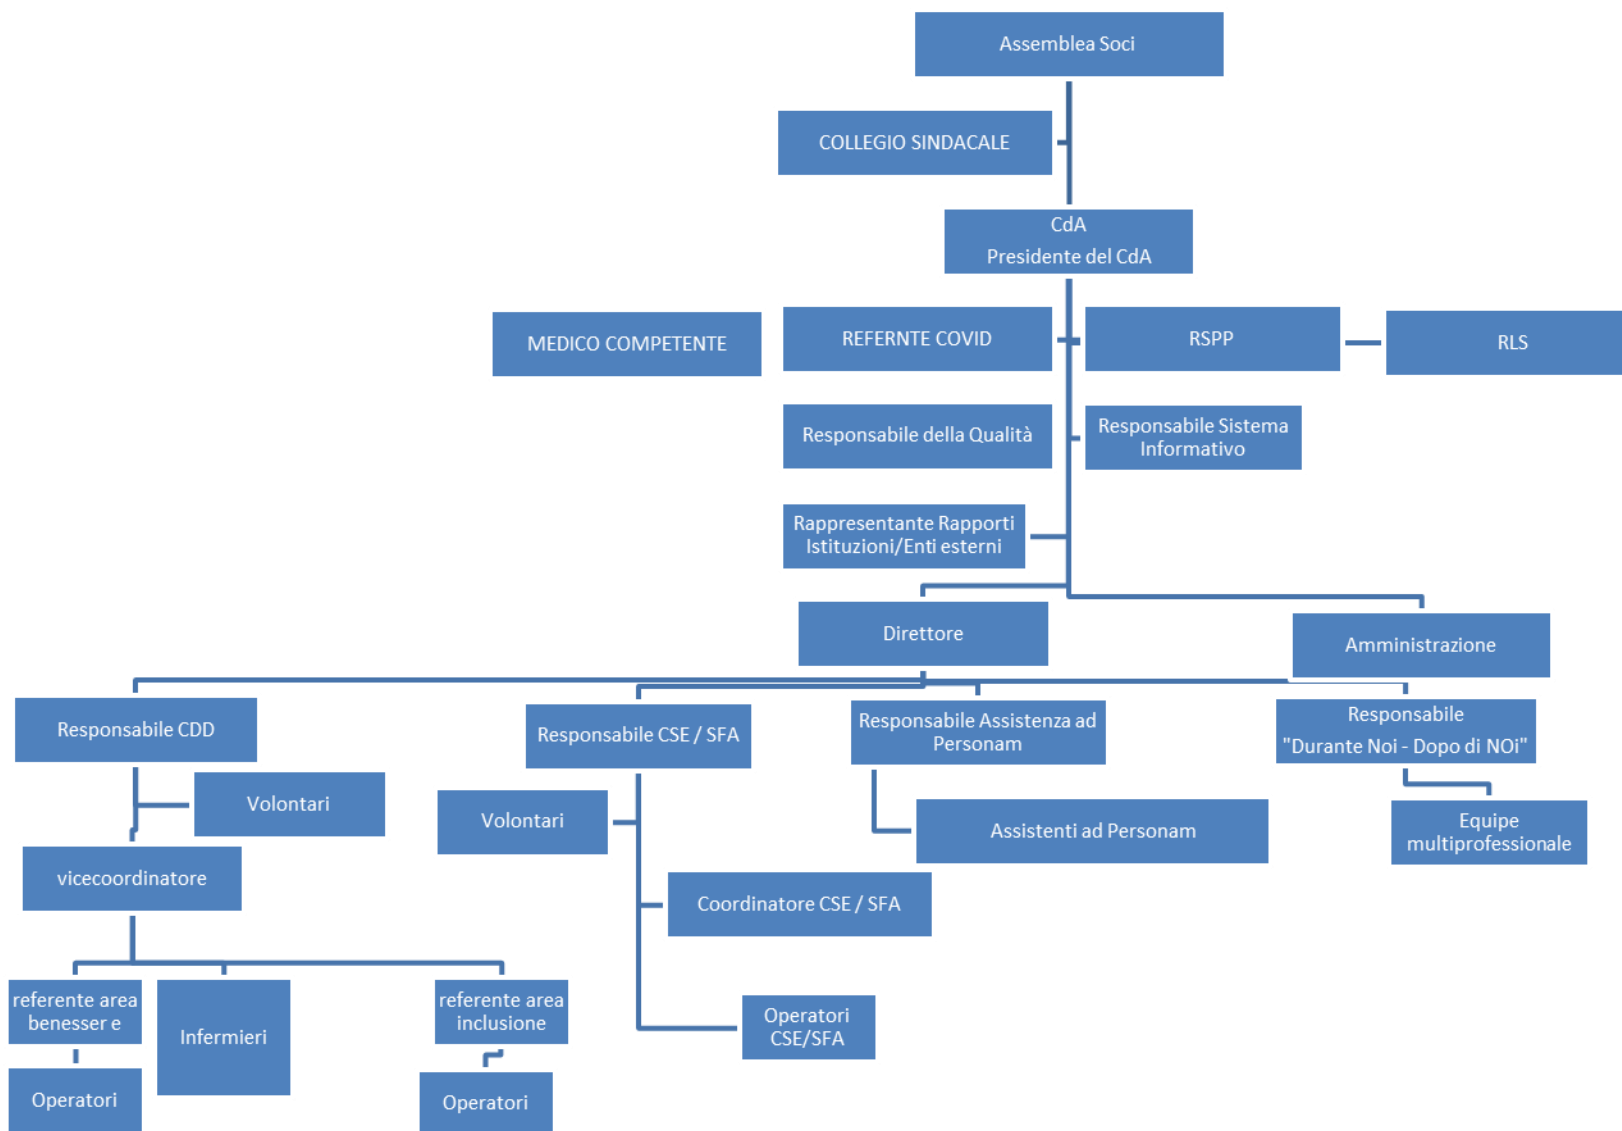 Assemblea Soci
COLLEGIO SINDACALE
CdA
Presidente del CdA
MEDICO COMPETENTE
REFERNTE COVID
RSPP
RLS
Responsabile della Qualità
Responsabile Sistema
Informativo
Rappresentante Rapporti
Istituzioni/Enti esterni
Direttore
Amministrazione
Responsabile CDD
Responsabile CSE / SFA
Responsabile Assistenza ad
Personam
Responsabile
"Durante Noi - Dopo di NOi"
Volontari
Volontari
Assistenti ad Personam
Equipe
multiprofessionale
vicecoordinatore
Coordinatore CSE / SFA
referente area
benesser e
Infermieri
referente area
inclusione
Operatori
CSE/SFA
Operatori
Operatori